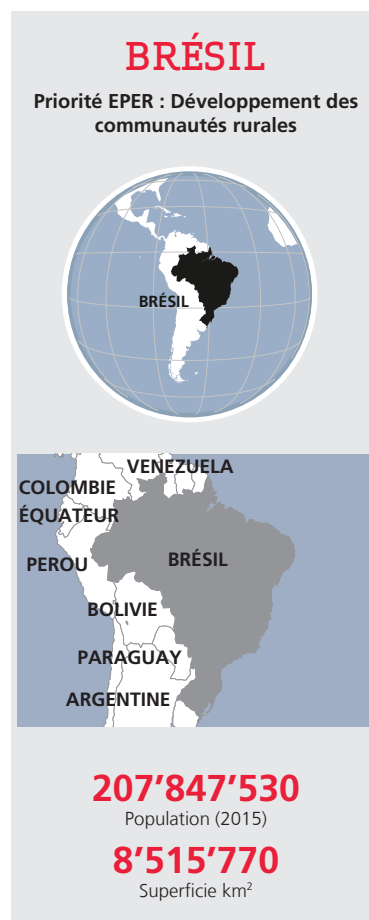 BRÉSIL
Priorité EPER : Développement des
communautés rurales
BRÉSIL
VENEZUELA
COLOMBIE
ÉQUATEUR
PEROU
BRÉSIL
BOLIVIE
PARAGUAY
ARGENTINE
207’847’530
Population (2015)
8’515’770
Superficie km²